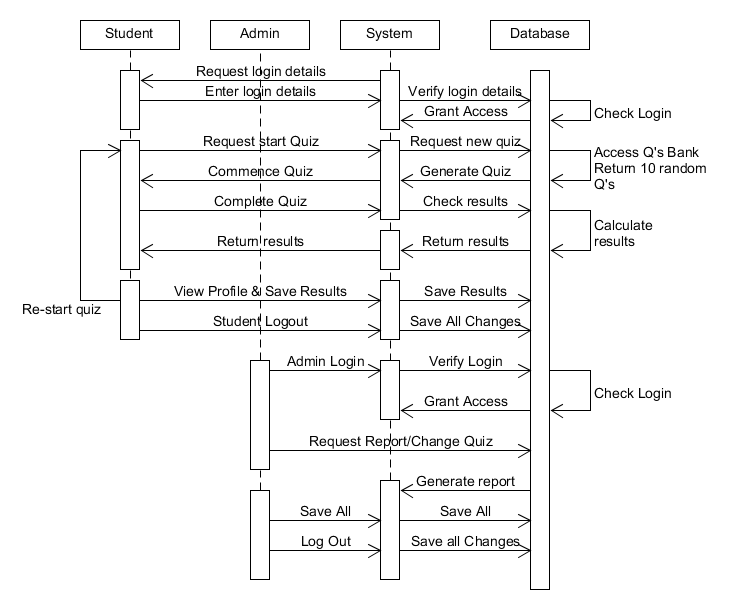 Student
Admin
System
Database
Request login details
Enter login details
Verify login details
Grant Access
Check Login
Request start Quiz
Request new quiz
Access Q's Bank
Return 10 random
Q's
Commence Quiz
Generate Quiz
Complete Quiz
Check results
Calculate
results
Return results
Return results
View Profile & Save Results
Save Results
Re-start quiz
Student Logout
Save All Changes
Admin Login
Verify Login
Check Login
Grant Access
Request Report/Change Quiz
Generate report
Save All
Save All
Log Out
Save all Changes